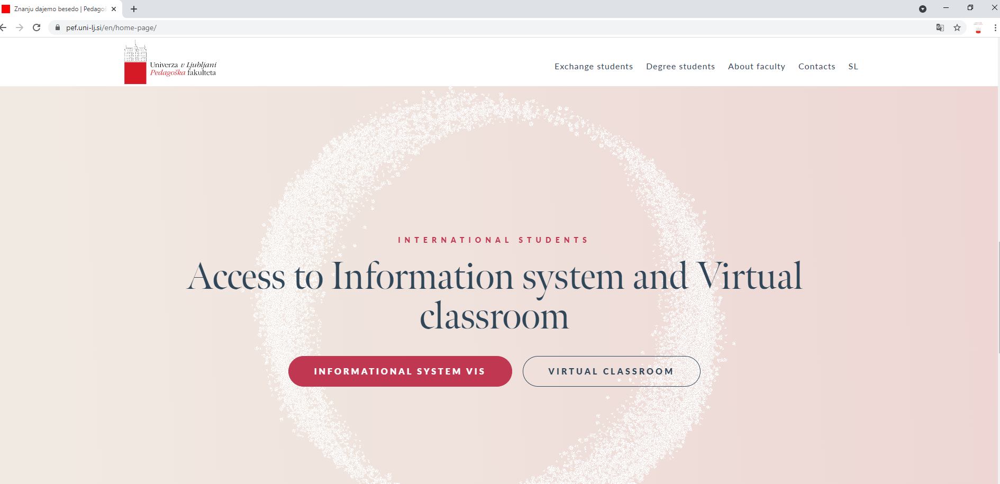 Znanju dajemo besedo | Pedagoš
pef.uni-lj.si/en/home-page/
Univerza v Ljubljani
Pedagoška fakulteta
Exchange students Degree students About faculty Contacts SL
INTERNATIONAL STUDENTS
Access to Information system and Virtual
classroom
INFORMATIONAL SYSTEM VIS VIRTUAL CLASSROOM